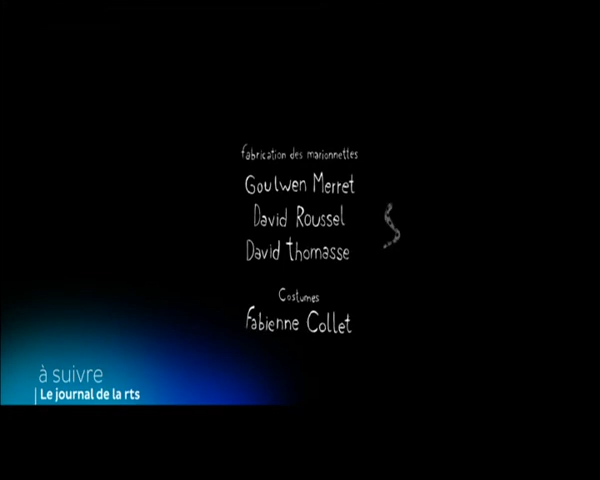 fabrication des marionnettes
Goulwen Merret
David Roussel
David Thomasse
Costumes
Fabienne Collet
à suivre
Le journal de la rts